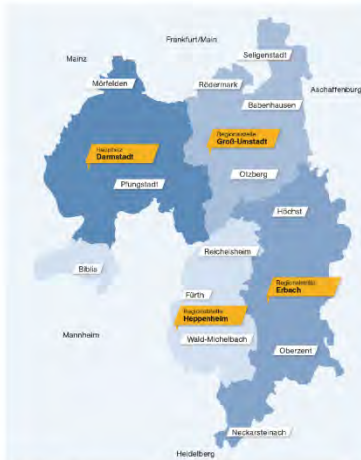 Frankfurt/Main
Seligenstadt
Mainz
Mörfelden
Rödermark
Aschaffenburg
Babenhausen
Regionalstelle
Groß-Umstadt
Hauptsitz
Darmstadt
Otzberg
Pfungstadt
Höchst
Reichelsheim
Biblis
Regionalstelle
Erbach
Fürth
Regionalstelle
Heppenheim
Mannheim
Wald-Michelbach
Oberzent
Neckarsteinach
Heidelberg